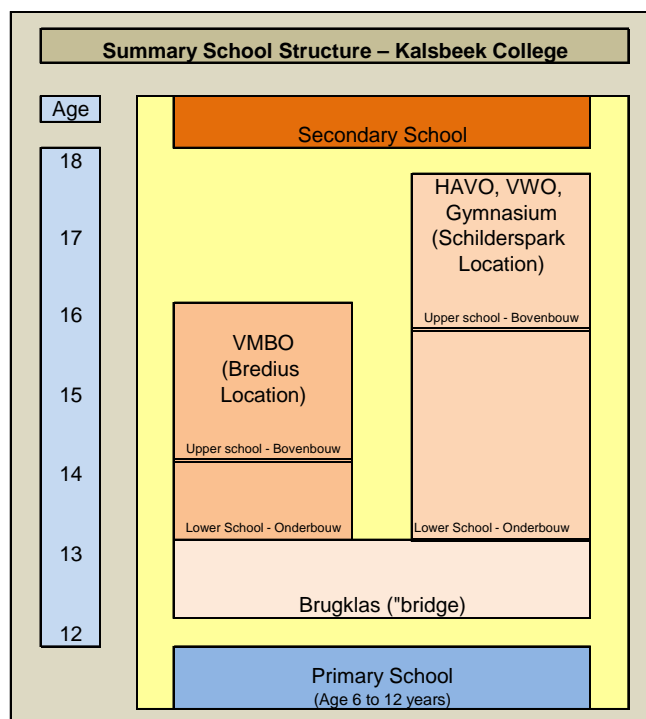 Summary School Structure – Kalsbeek College
Age
Secondary School
18
HAVO, VWO,
Gymnasium
(Schilderspark
Location)
17
16
Upper school - Bovenbouw
VMBO
(Bredius
Location)
15
Upper school - Bovenbouw
14
Lower School - Onderbouw
Lower School - Onderbouw
13
Brugklas ("bridge)
12
Primary School
(Age 6 to 12 years)